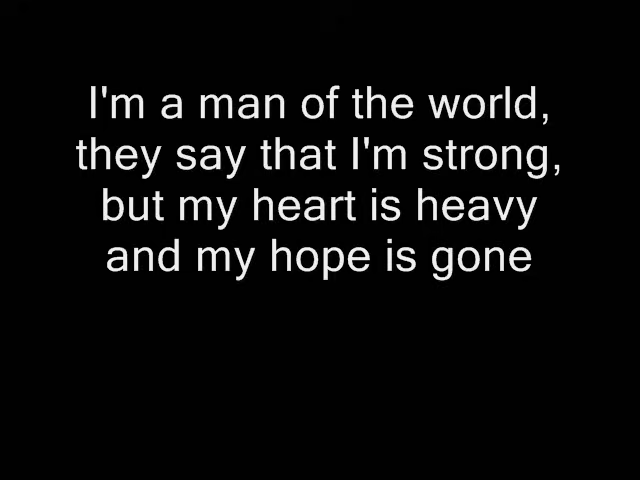 I'm a man of the world,
they say that I'm strong,
but my heart is heavy
and my hope is gone